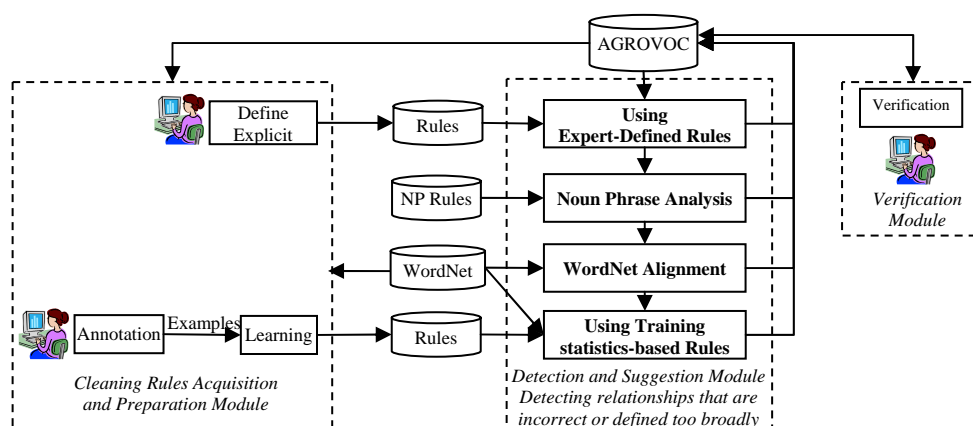 AGROVOC
Define
Explicit
Rules
Using
Expert-Defined Rules
Verification
NP Rules
Noun Phrase Analysis
Verification
Module
WordNet
WordNet Alignment
Annotation
Examples
Learning
Rules
Using Training
statistics-based Rules
Cleaning Rules Acquisition
and Preparation Module
Detection and Suggestion Module
Detecting relationships that are
incorrect or defined too broadly